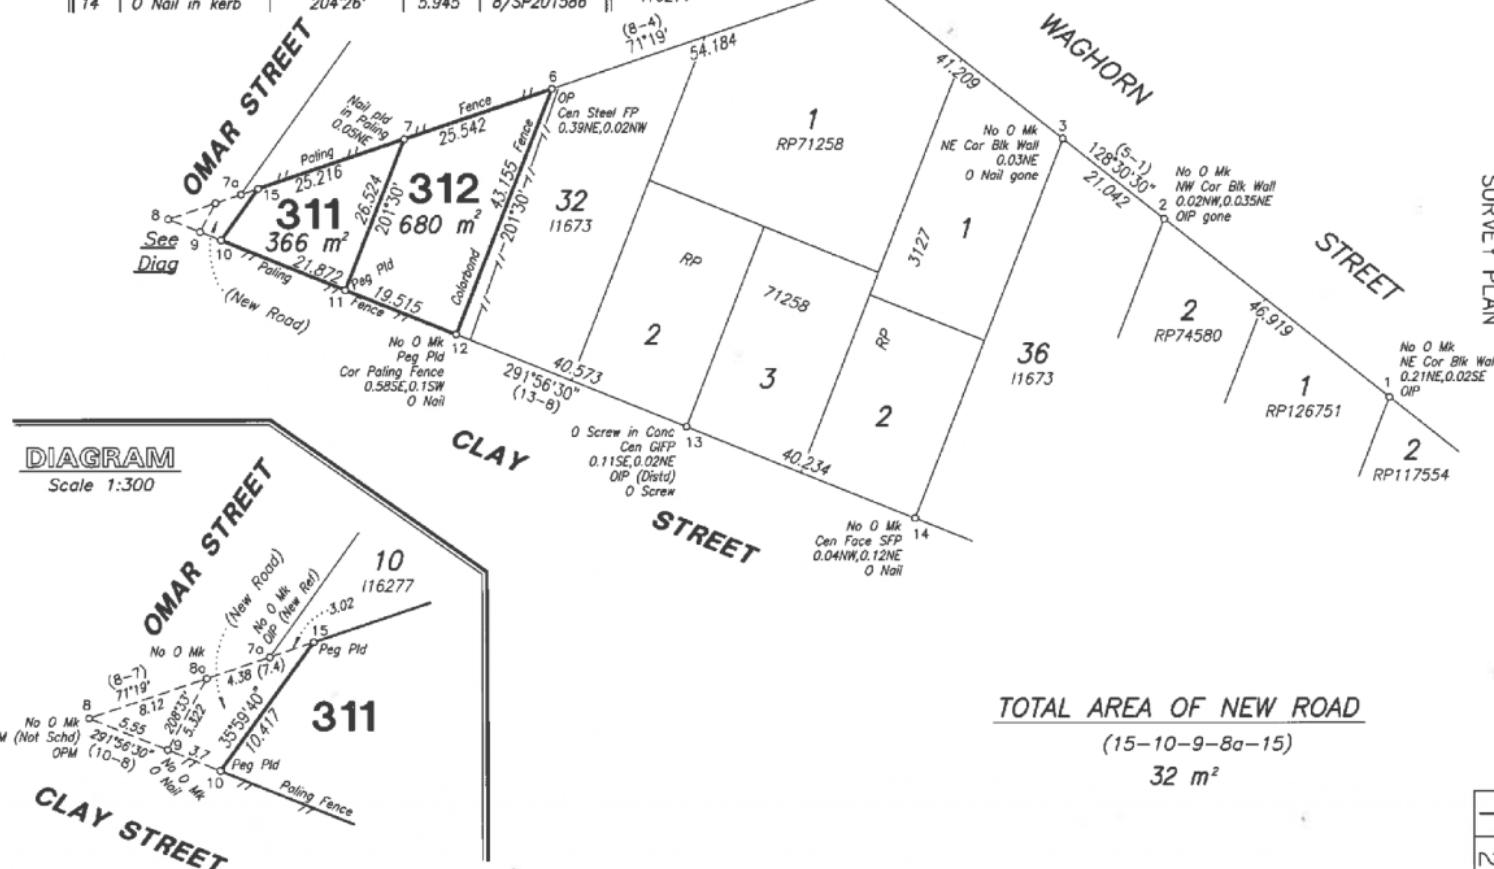 14 O Nail in kerb 204°26' 5.945 8/SP201586
(8-4)
71°19'
54.184
WAGHORN
STREET
41.209
OMAR STREET
6
OP
Cen Steel FP
0.39NE,0.02NW
Nail pld
in Paling
0.05NE
Fence
25.542
7
Paling
25.216
7a
15
8
See
Diag
9
10
(New Road)
311
366 m²
26.524
201°30'
312
680 m²
43.155 Fence
201°30'
Colorbond
Paling
21.872
Peg Pld
11
19.515
Fence
12
No O Mk
Peg Pld
Cor Paling Fence
0.58SE,0.1SW
O Nail
32
I1673
1
RP71258
RP
71258
2
3
40.573
291°56'30"
(13-8)
CLAY
STREET
O Screw in Conc
Cen GIFP
0.11SE,0.02NE
OIP (Distd)
O Screw
13
40.234
No O Mk
Cen Face SFP
0.04NW,0.12NE
O Nail
14
1
3127
RP
2
36
I1673
No O Mk
NE Cor Blk Wall
0.03NE
O Nail gone
3
(5-1)
128°30'30"
21.042
No O Mk
NW Cor Blk Wall
0.02NW,0.035NE
OIP gone
2
2
RP74580
46.919
1
RP126751
No O Mk
NE Cor Blk Wal
0.21NE,0.02SE
OIP
1
2
RP117554
SURVEY PLAN
DIAGRAM
Scale 1:300
OMAR STREET
(New Road)
No O Mk
OIP (New Ref)
10
I16277
3.02
15
Peg Pld
7a
4.38 (7.4)
No O Mk
8a
(8-7)
71°19'
8.12
8
No O Mk
M (Not Schd)
OPM
5.55
291°56'30"
(10-8)
208°33'
5.322
9
3.7
No O Mk
O Nail
35°59'40"
10.417
311
10
Peg Pld
Paling Fence
CLAY STREET
TOTAL AREA OF NEW ROAD
(15-10-9-8a-15)
32 m²
1
2